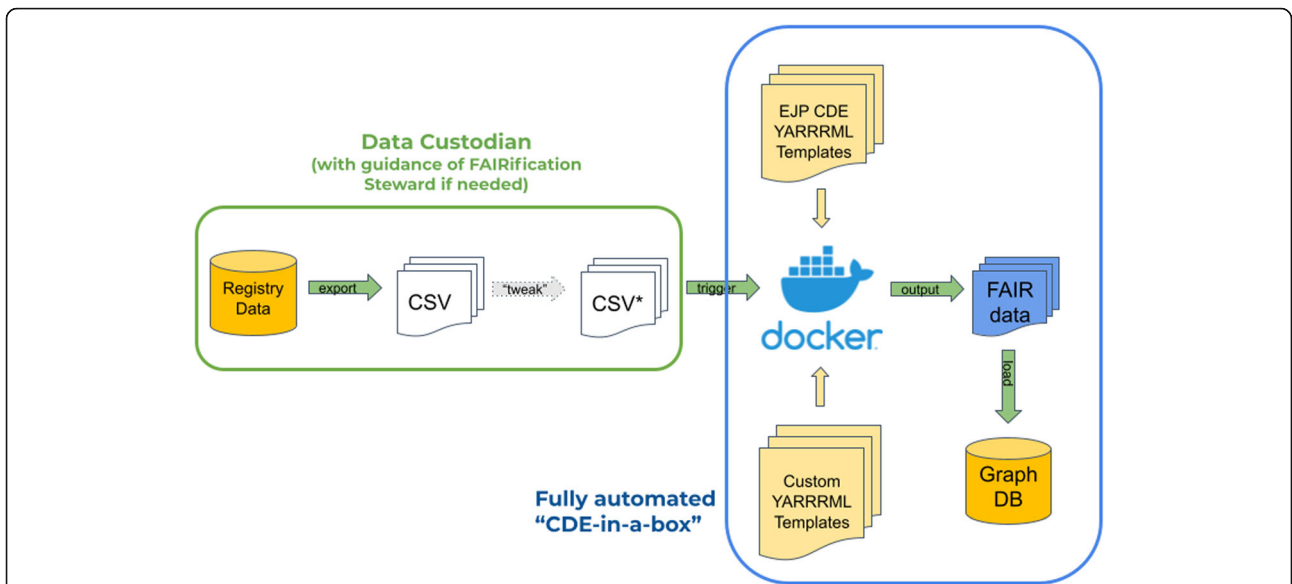 EJP CDE
YARRRML
Templates
Data Custodian
(with guidance of FAIRification
Steward if needed)
Registry
Data
export
CSV
"tweak"
CSV*
trigger
docker
output
FAIR
data
load
Graph
DB
Custom
YARRRML
Templates
Fully automated
“CDE-in-a-box”